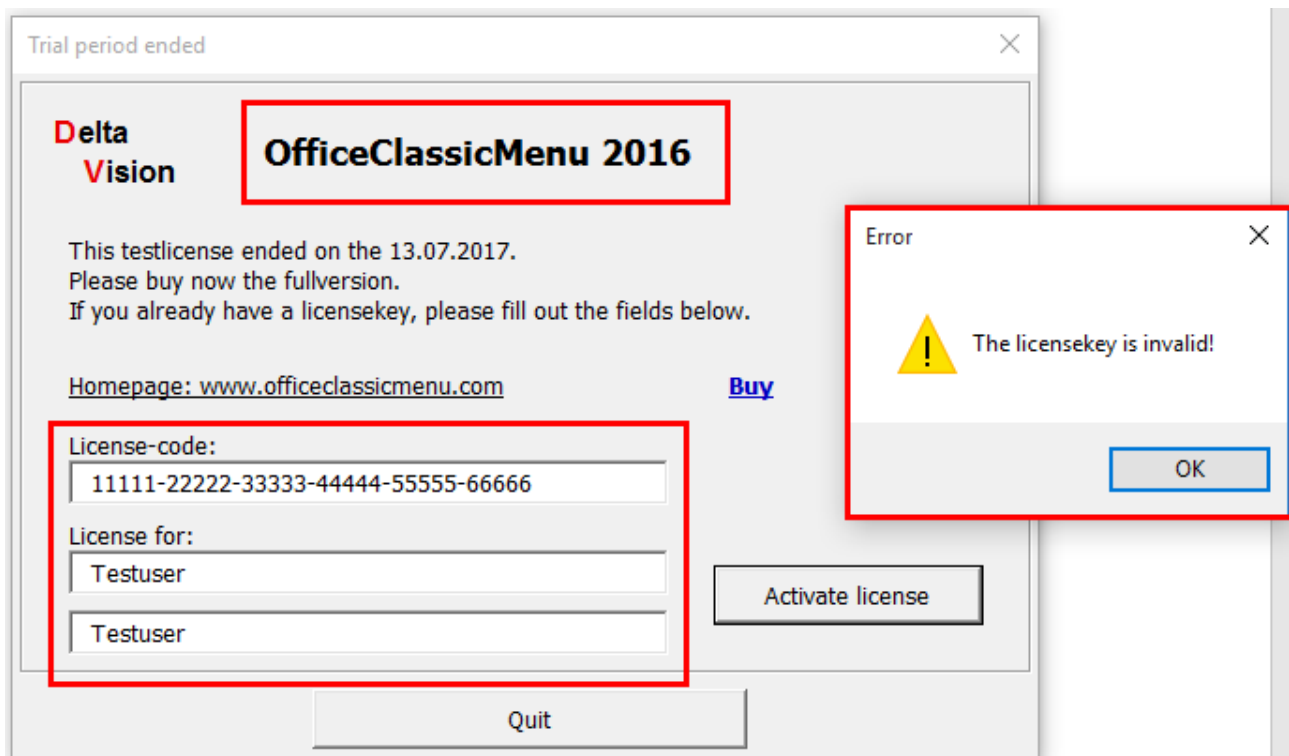 Trial period ended
Delta
Vision
OfficeClassicMenu 2016
This testlicense ended on the 13.07.2017.
Please buy now the fullversion.
If you already have a licensekey, please fill out the fields below.
Homepage: www.officeclassicmenu.com
Buy
License-code:
11111-22222-33333-44444-55555-66666
License for:
Testuser
Testuser
Activate license
Quit
Error
The licensekey is invalid!
OK